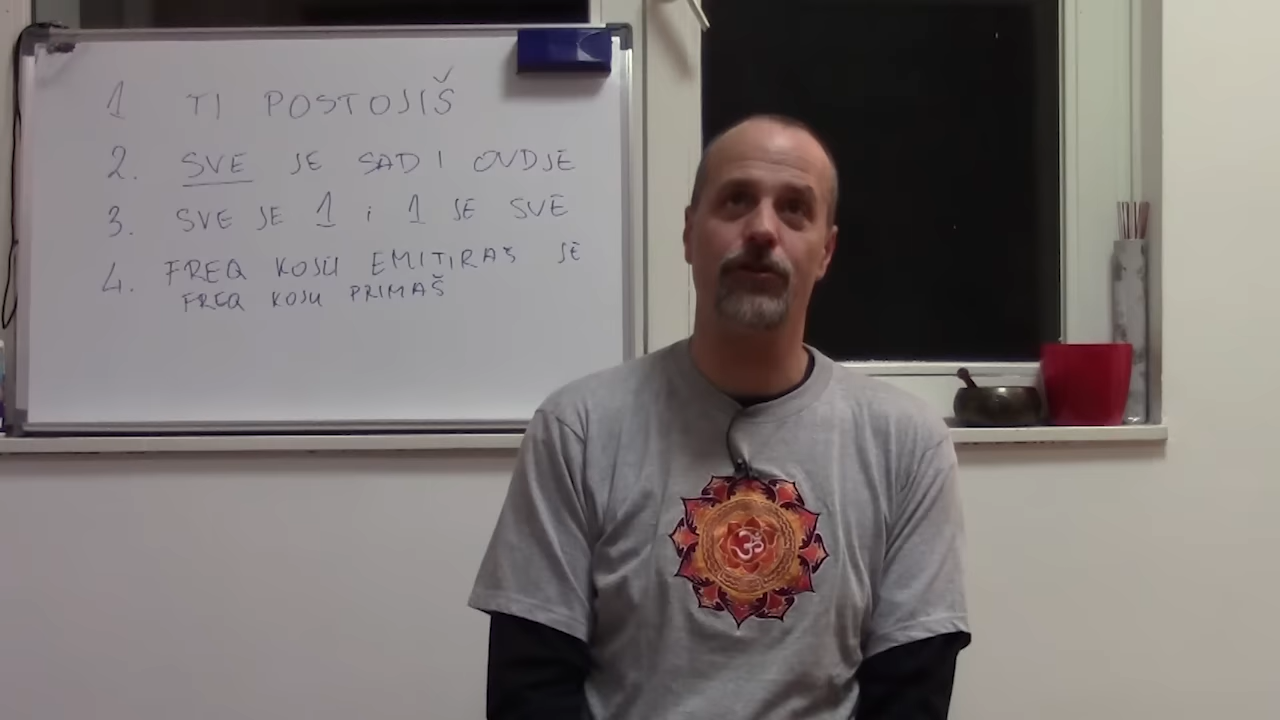 1 TI POSTOJIŠ
2. SVE JE SAD I OVDJE
3. SVE JE 1 i 1 JE SVE
4. FREQ KOJU EMITIRAŠ JE
FREQ KOJU PRIMAŠ
ॐ